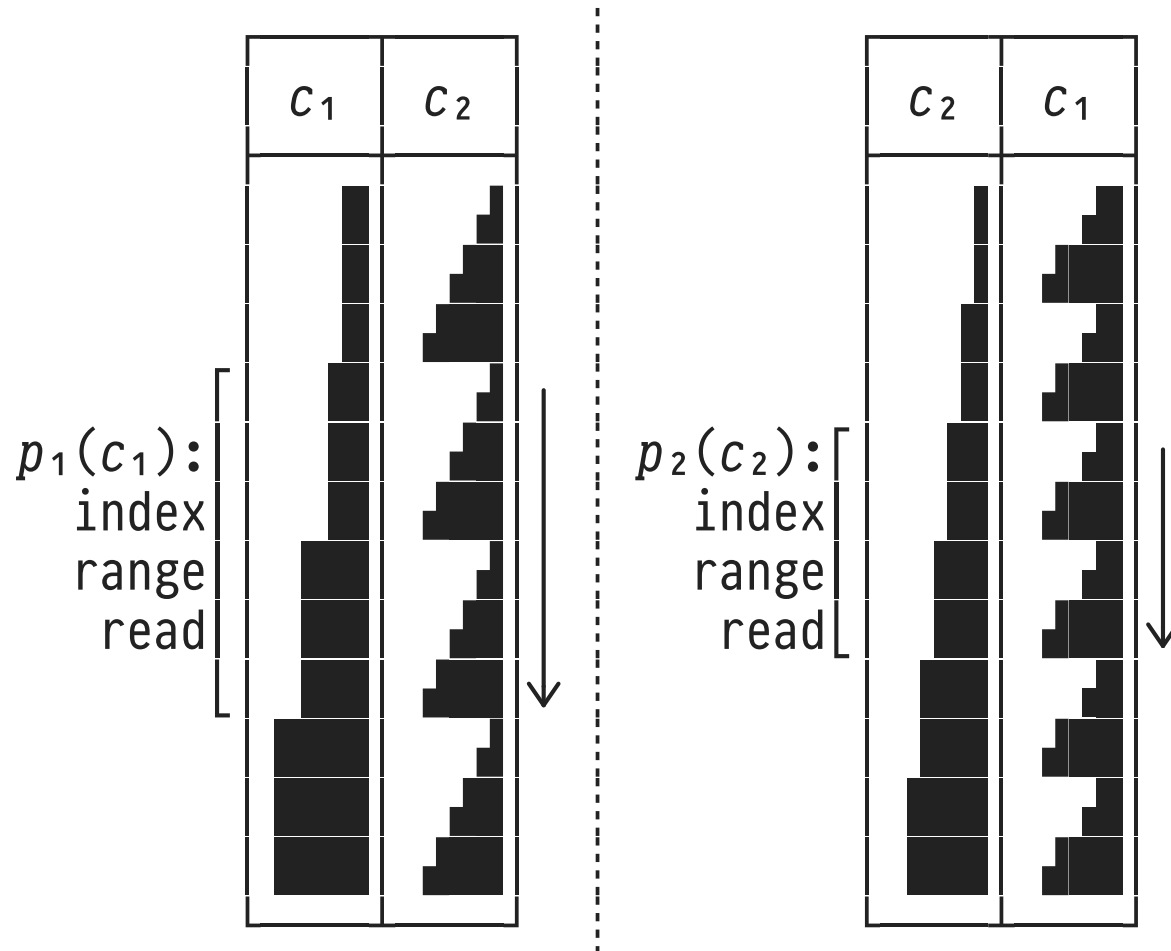 c₁ c₂
p₁(c₁):
index
range
read
c₂ c₁
p₂(c₂):
index
range
read